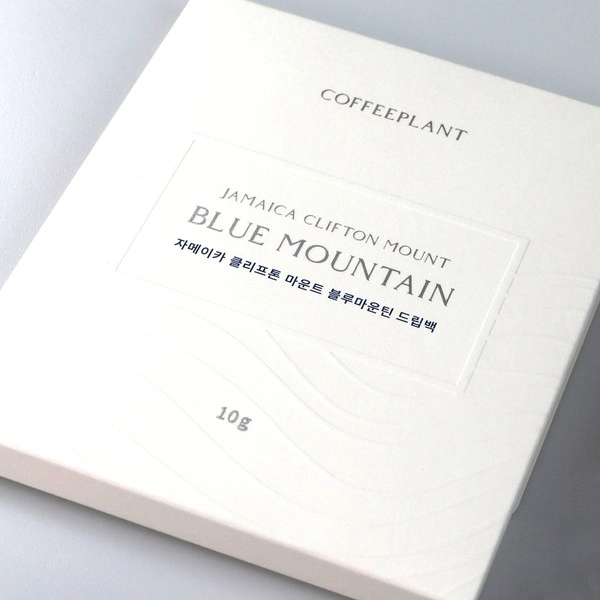 COFFEEPLANT
JAMAICA CLIFTON MOUNT
BLUE MOUNTAIN
자메이카 클리프톤 마운트 블루마운틴 드립백
10g